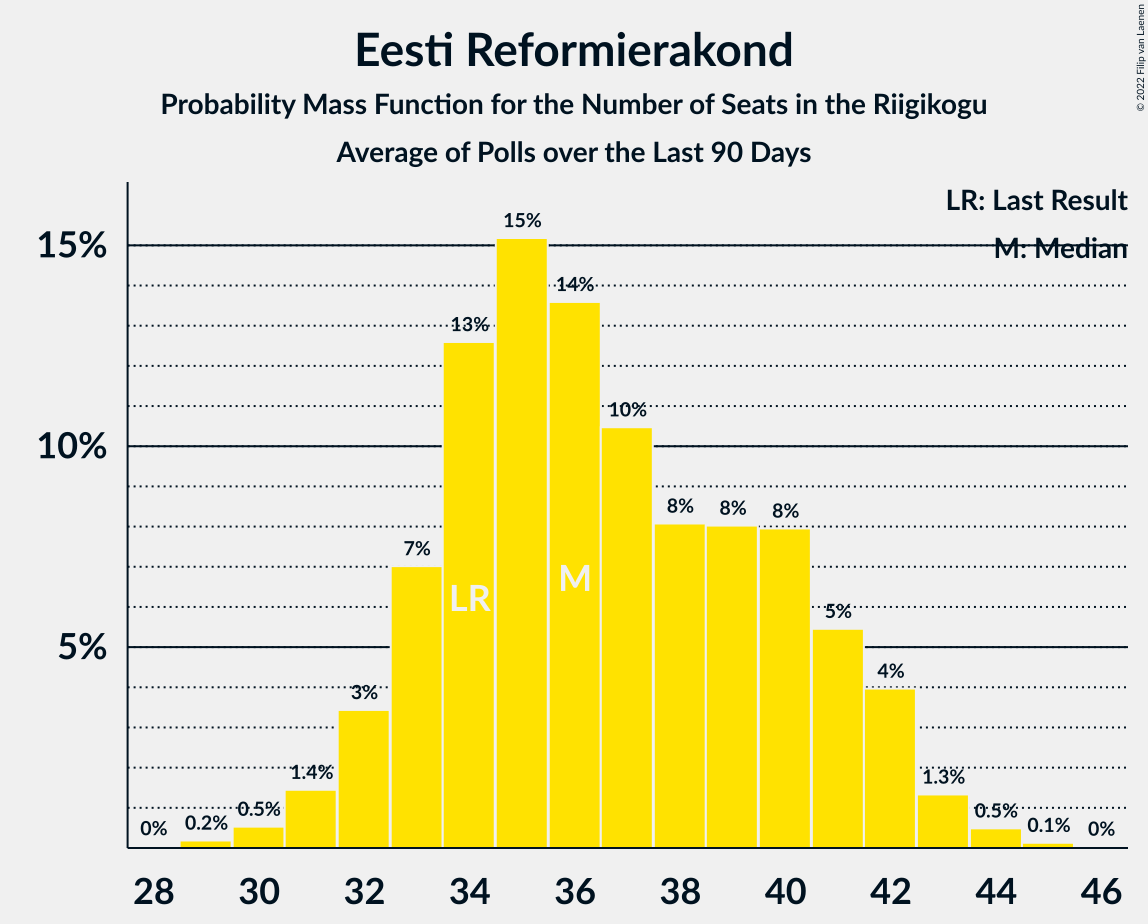 Eesti Reformierakond
Probability Mass Function for the Number of Seats in the Riigikogu
Average of Polls over the Last 90 Days
© 2022 Filip van Laenen
LR: Last Result
M: Median
15%
10%
5%
0%
0.2%
0.5%
1.4%
3%
7%
13%
15%
14%
10%
8%
8%
8%
5%
4%
1.3%
0.5%
0.1%
0%
LR
M
28 30 32 34 36 38 40 42 44 46